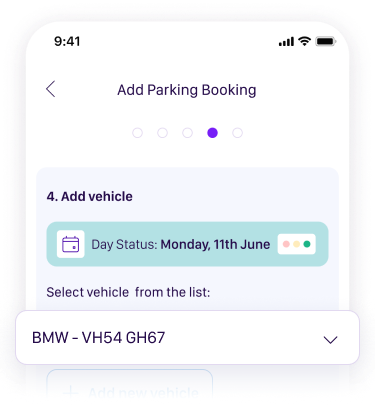 9:41
Add Parking Booking
4. Add vehicle
Day Status: Monday, 11th June
Select vehicle from the list:
BMW - VH54 GH67
Add new vehicle